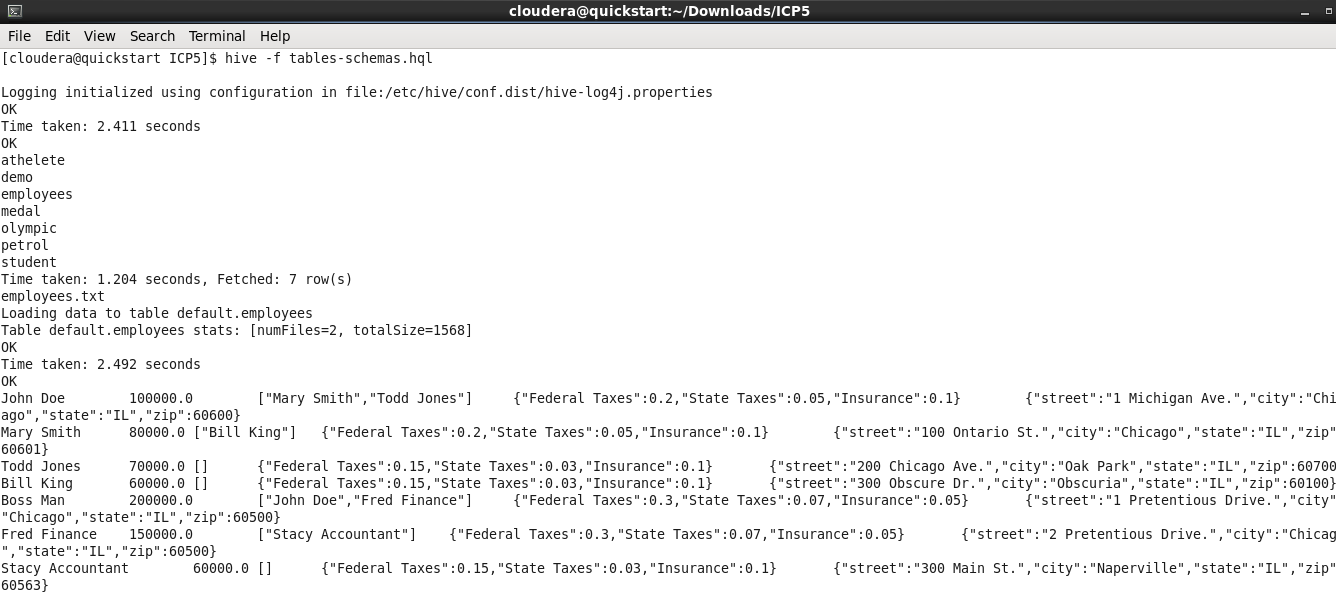 cloudera@quickstart:~/Downloads/ICP5
File Edit View Search Terminal Help
[cloudera@quickstart ICP5]$ hive -f tables-schemas.hql
Logging initialized using configuration in file:/etc/hive/conf.dist/hive-log4j.properties
OK
Time taken: 2.411 seconds
OK
athelete
demo
employees
medal
olympic
petrol
student
Time taken: 1.204 seconds, Fetched: 7 row(s)
employees.txt
Loading data to table default.employees
Table default.employees stats: [numFiles=2, totalSize=1568]
OK
Time taken: 2.492 seconds
OK
John Doe	100000.0	["Mary Smith","Todd Jones"]	{"Federal Taxes":0.2,"State Taxes":0.05,"Insurance":0.1}	{"street":"1 Michigan Ave.","city":"Chi
ago","state":"IL","zip":60600}
Mary Smith	80000.0	["Bill King"]	{"Federal Taxes":0.2,"State Taxes":0.05,"Insurance":0.1}	{"street":"100 Ontario St.","city":"Chicago","state":"IL","zip"
60601}
Todd Jones	70000.0	[]	{"Federal Taxes":0.15,"State Taxes":0.03,"Insurance":0.1}	{"street":"200 Chicago Ave.","city":"Oak Park","state":"IL","zip":60700
Bill King	60000.0	[]	{"Federal Taxes":0.15,"State Taxes":0.03,"Insurance":0.1}	{"street":"300 Obscure Dr.","city":"Obscuria","state":"IL","zip":60100}
Boss Man	200000.0	["John Doe","Fred Finance"]	{"Federal Taxes":0.3,"State Taxes":0.07,"Insurance":0.05}	{"street":"1 Pretentious Drive.","city"
"Chicago","state":"IL","zip":60500}
Fred Finance	150000.0	["Stacy Accountant"]	{"Federal Taxes":0.3,"State Taxes":0.07,"Insurance":0.05}	{"street":"2 Pretentious Drive.","city":"Chicag
","state":"IL","zip":60500}
Stacy Accountant	60000.0	[]	{"Federal Taxes":0.15,"State Taxes":0.03,"Insurance":0.1}	{"street":"300 Main St.","city":"Naperville","state":"IL","zip"
60563}